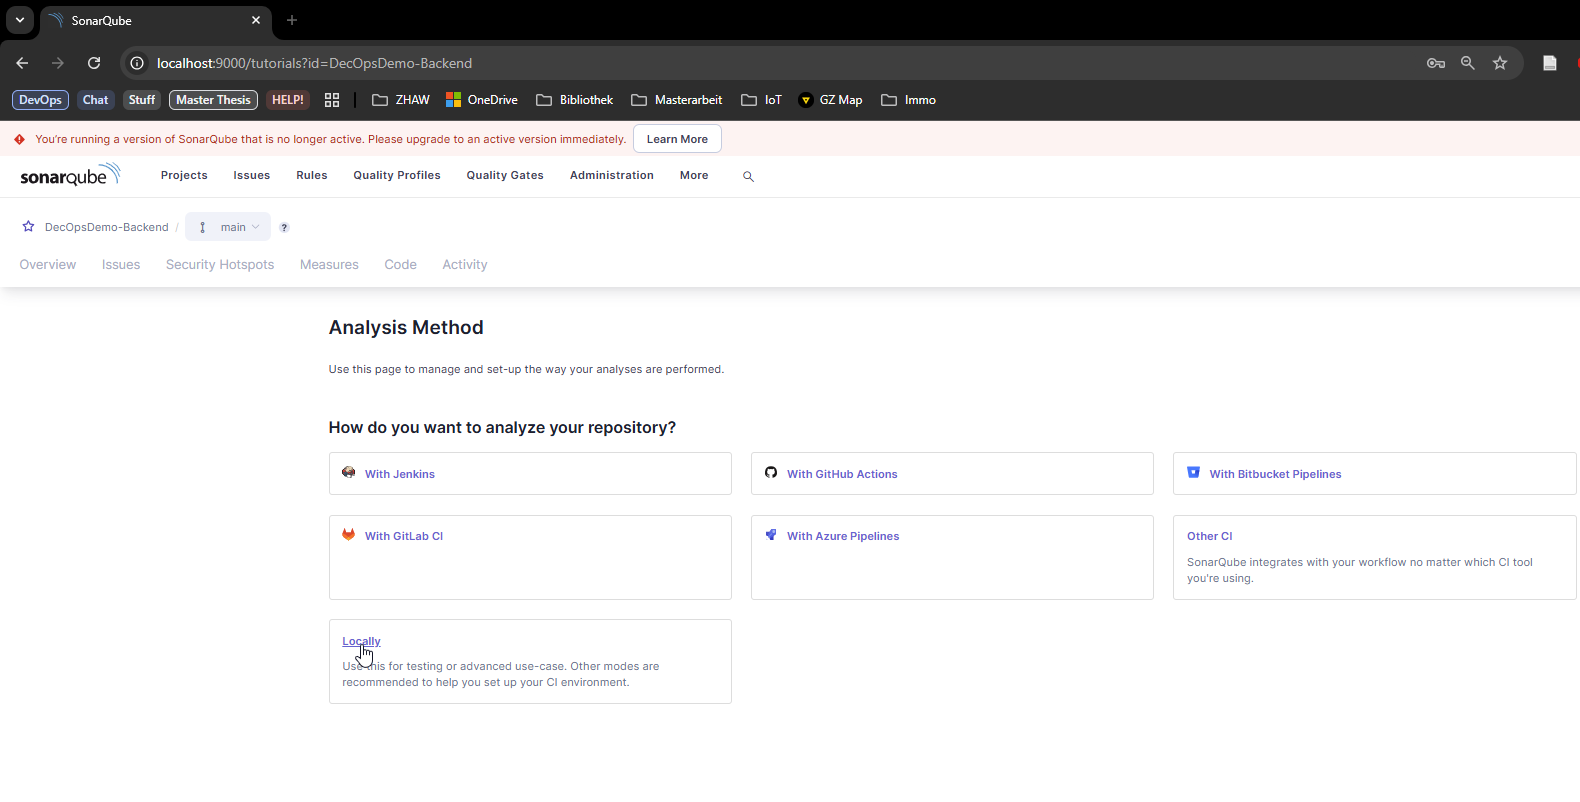 SonarQube
localhost:9000/tutorials?id=DecOpsDemo-Backend
DevOps Chat Stuff Master Thesis HELP! ZHAW OneDrive Bibliothek Masterarbeit IoT GZ Map Immo
You're running a version of SonarQube that is no longer active. Please upgrade to an active version immediately. Learn More
sonarqube Projects Issues Rules Quality Profiles Quality Gates Administration More
DecOpsDemo-Backend / main ?
Overview Issues Security Hotspots Measures Code Activity
Analysis Method
Use this page to manage and set-up the way your analyses are performed.
How do you want to analyze your repository?
With Jenkins With GitHub Actions With Bitbucket Pipelines
With GitLab CI With Azure Pipelines Other CI
SonarQube integrates with your workflow no matter which CI tool
you're using.
Locally
Use this for testing or advanced use-case. Other modes are
recommended to help you set up your CI environment.